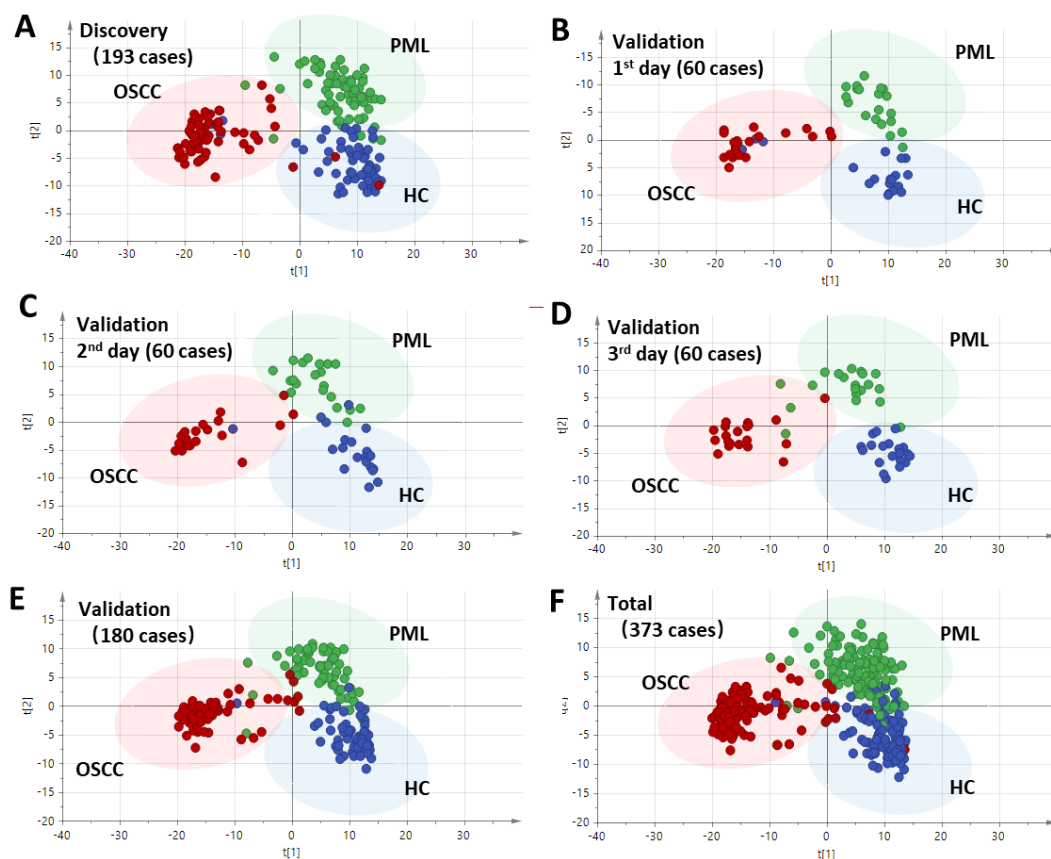 A
Discovery
(193 cases)
PML
OSCC
HC
t[2]
15
10
5
0
-5
-10
-15
-20
-40 -30 -20 -10 0 10 20 30
t[1]
B
Validation
1st day (60 cases)
PML
OSCC
HC
t[2]
-15
-10
-5
0
5
10
15
20
-40 -30 -20 -10 0 10 20 30
t[1]
C
Validation
2nd day (60 cases)
PML
OSCC
HC
t[2]
15
10
5
0
-5
-10
-15
-20
-40 -30 -20 -10 0 10 20 30
t[1]
D
Validation
3rd day (60 cases)
PML
OSCC
HC
t[2]
15
10
5
0
-5
-10
-15
-20
-40 -30 -20 -10 0 10 20 30
t[1]
E
Validation
(180 cases)
PML
OSCC
HC
t[2]
15
10
5
0
-5
-10
-15
-20
-40 -30 -20 -10 0 10 20 30
t[1]
F
Total
(373 cases)
PML
OSCC
HC
15
10
5
0
-5
-10
-15
-20
-40 -30 -20 -10 0 10 20 30
t[1]